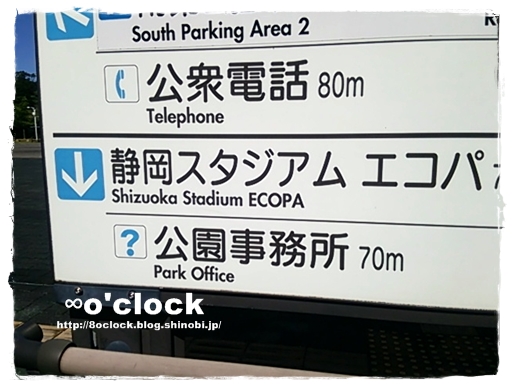 South Parking Area 2
公衆電話 80m
Telephone
静岡スタジアム エコパ
Shizuoka Stadium ECOPA
? 公園事務所 70m
Park Office
∞o'clock
http://8oclock.blog.shinobi.jp/